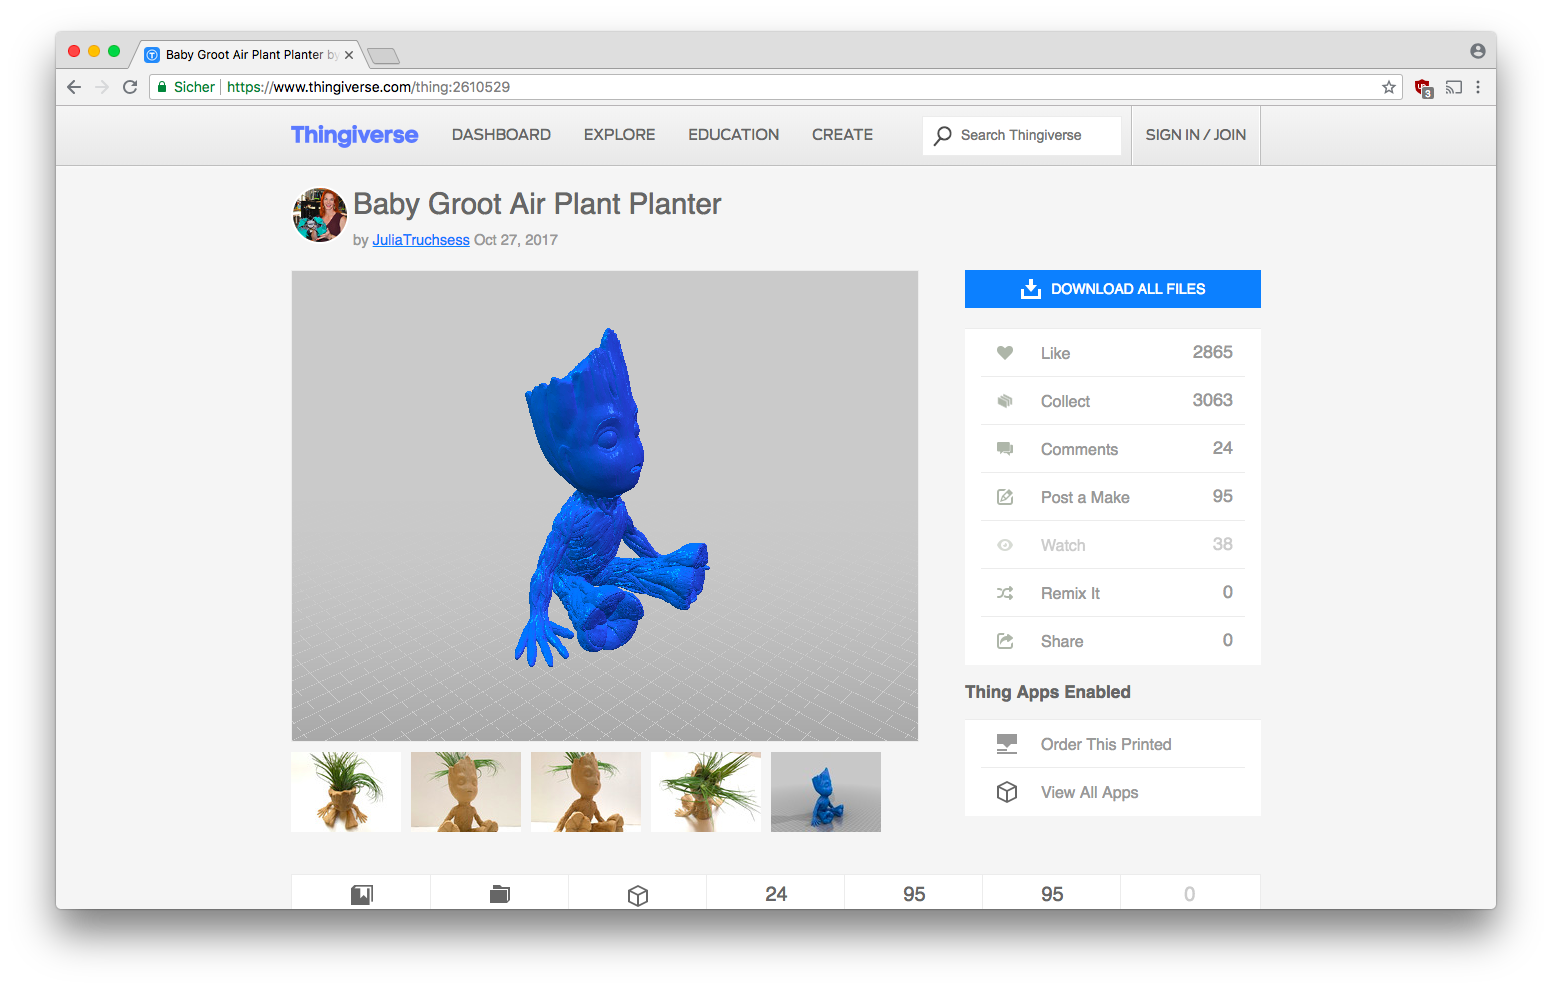 Baby Groot Air Plant Planter by
Sicher https://www.thingiverse.com/thing:2610529
3
Thingiverse DASHBOARD EXPLORE EDUCATION CREATE Search Thingiverse SIGN IN / JOIN
Baby Groot Air Plant Planter
by JuliaTruchsess Oct 27, 2017
DOWNLOAD ALL FILES
Like 2865
Collect 3063
Comments 24
Post a Make 95
Watch 38
Remix It 0
Share 0
Thing Apps Enabled
Order This Printed
View All Apps
24 95 95 0